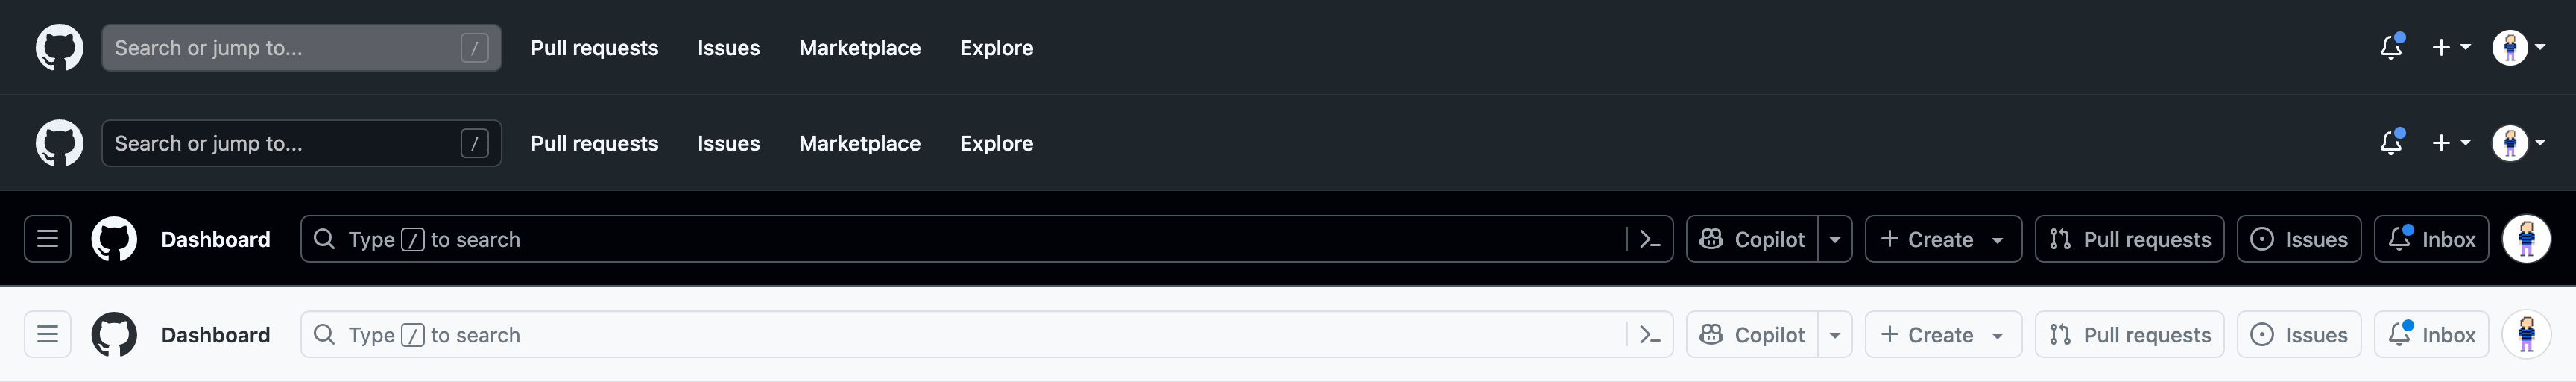 Search or jump to... / Pull requests Issues Marketplace Explore
Search or jump to... / Pull requests Issues Marketplace Explore
Dashboard Type / to search Copilot Create Pull requests Issues Inbox
Dashboard Type / to search Copilot Create Pull requests Issues Inbox